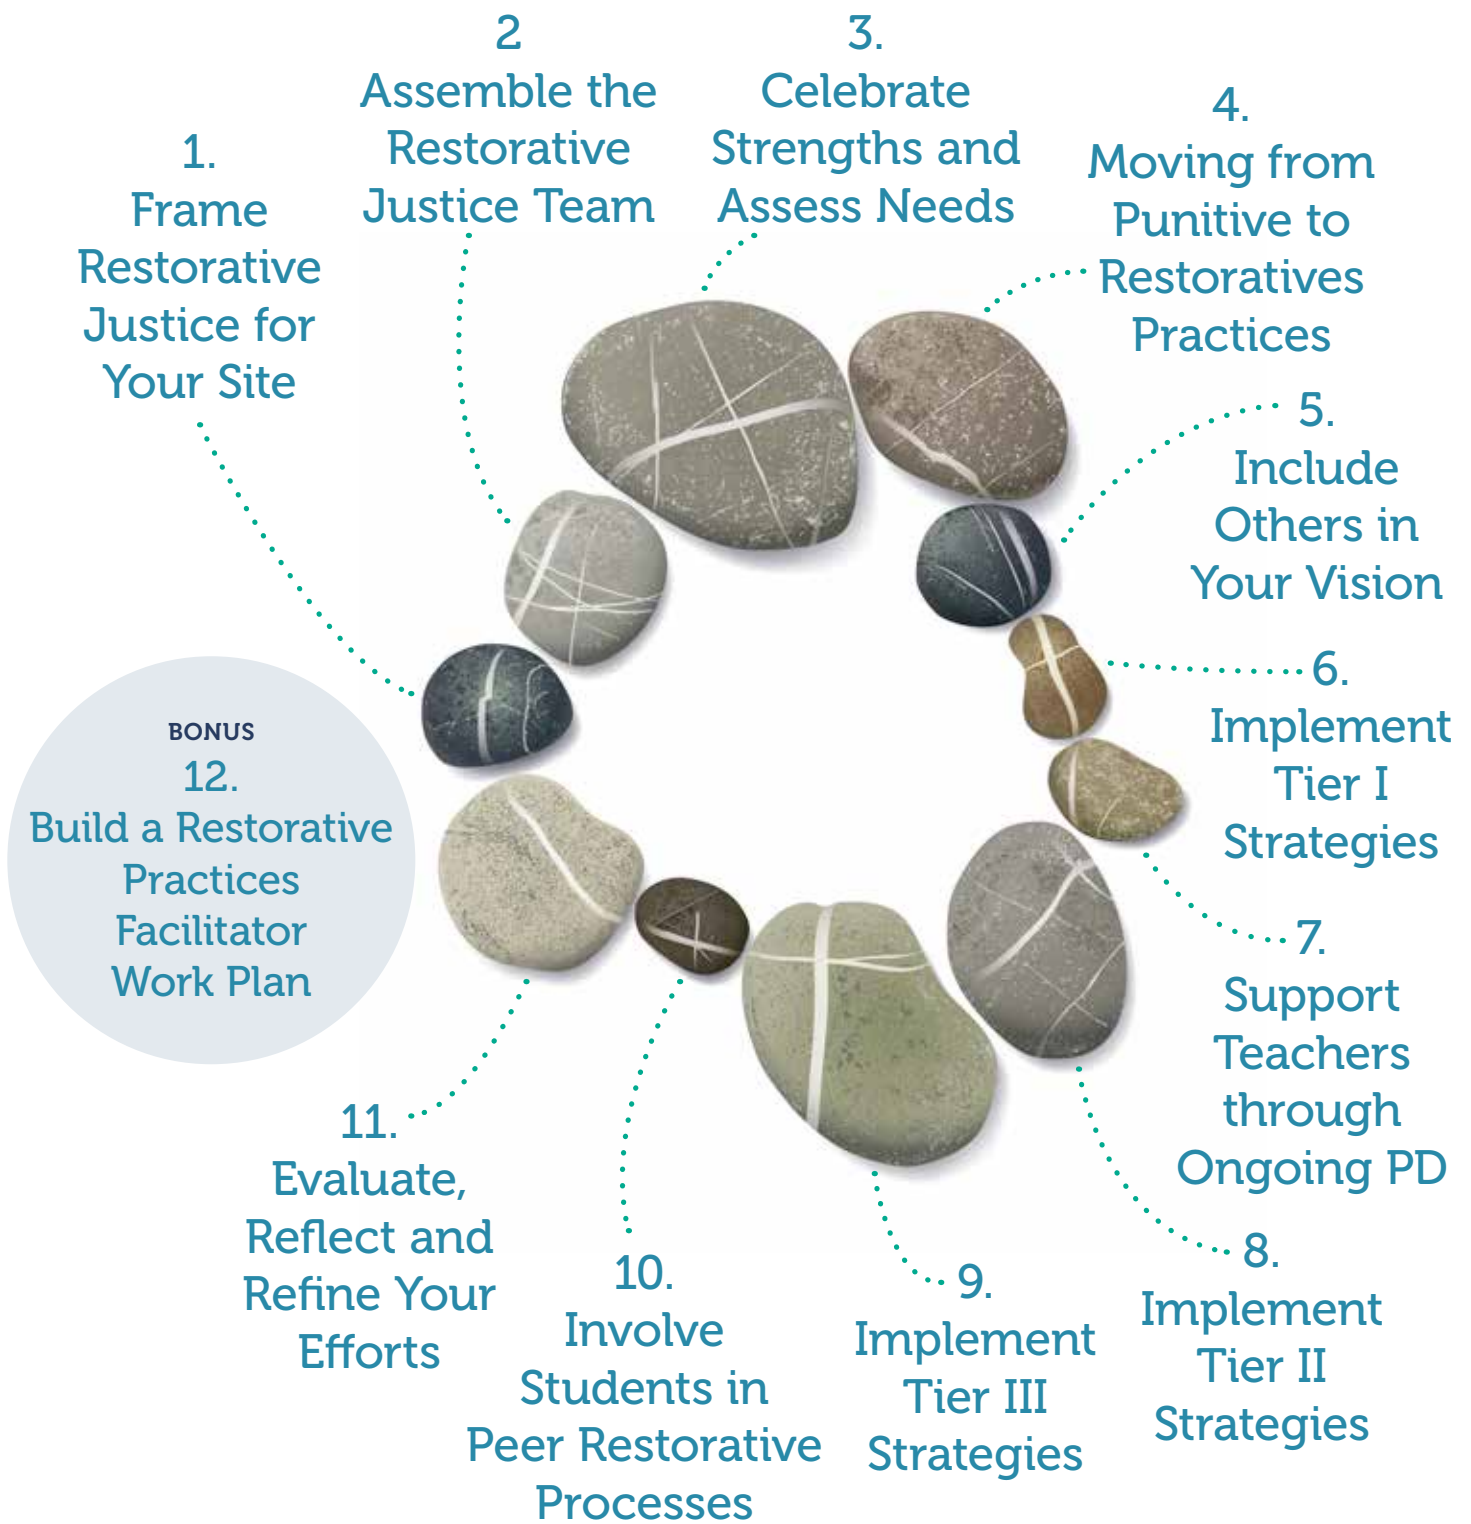 1.
Frame
Restorative
Justice for
Your Site
2
Assemble the
Restorative
Justice Team
3.
Celebrate
Strengths and
Assess Needs
4.
Moving from
Punitive to
Restoratives
Practices
5.
Include
Others in
Your Vision
6.
Implement
Tier I
Strategies
7.
Support
Teachers
through
Ongoing PD
8.
Implement
Tier II
Strategies
9.
Implement
Tier III
Strategies
10.
Involve
Students in
Peer Restorative
Processes
11.
Evaluate,
Reflect and
Refine Your
Efforts
BONUS
12.
Build a Restorative
Practices
Facilitator
Work Plan